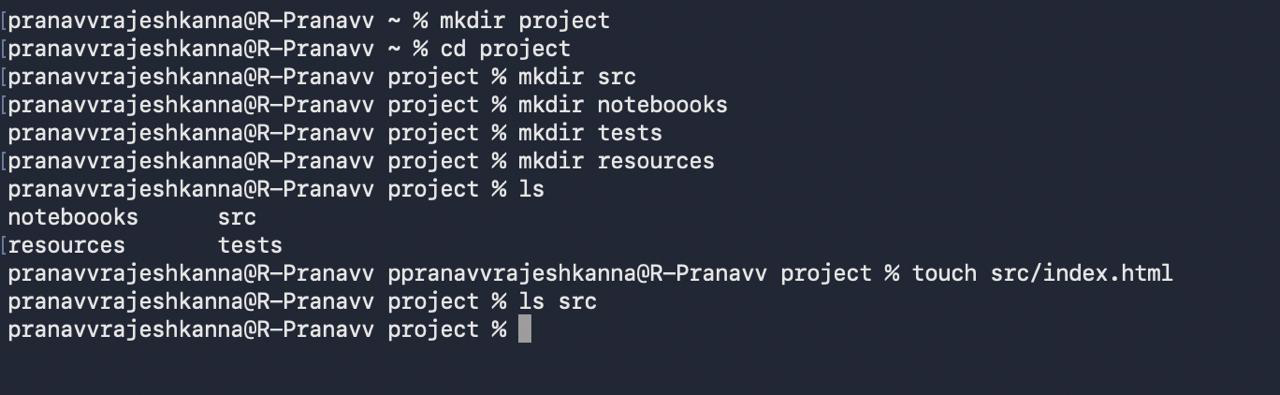 [pranavvrajeshkanna@R-Pranavv ~ % mkdir project
[pranavvrajeshkanna@R-Pranavv ~ % cd project
[pranavvrajeshkanna@R-Pranavv project % mkdir src
[pranavvrajeshkanna@R-Pranavv project % mkdir noteboooks
pranavvrajeshkanna@R-Pranavv project % mkdir tests
[pranavvrajeshkanna@R-Pranavv project % mkdir resources
pranavvrajeshkanna@R-Pranavv project % ls
noteboooks src
[resources tests
pranavvrajeshkanna@R-Pranavv ppranavvrajeshkanna@R-Pranavv project % touch src/index.html
pranavvrajeshkanna@R-Pranavv project % ls src
pranavvrajeshkanna@R-Pranavv project %